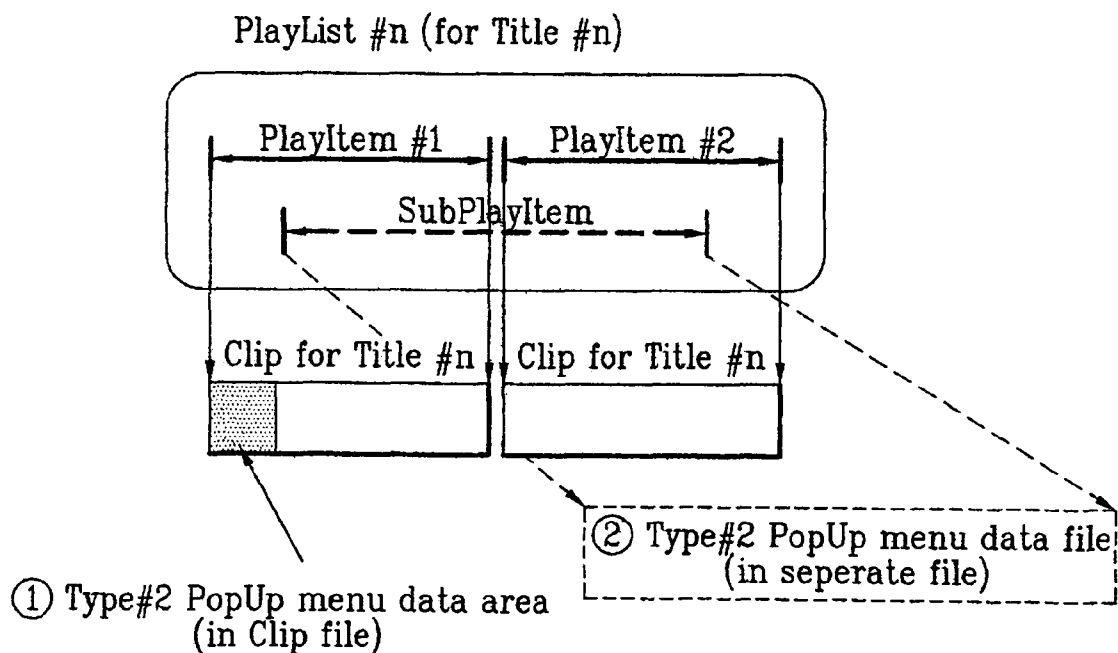 PlayList #n (for Title #n)
PlayItem #1
PlayItem #2
SubPlayItem
Clip for Title #n
Clip for Title #n
② Type#2 PopUp menu data file
(in seperate file)
① Type#2 PopUp menu data area
(in Clip file)